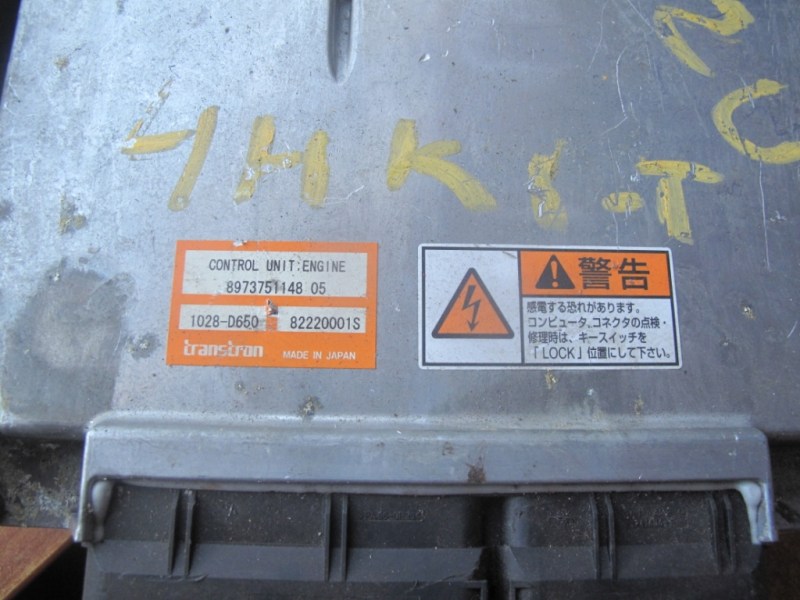 N
C
4HK1-T
CONTROL UNIT:ENGINE
8973751148 05
1028-D650 82220001S
transtron MADE IN JAPAN
警告
感電する恐れがあります。
コンピュータ、コネクタの点検・
修理時は、キースイッチを
「LOCK」位置にして下さい。